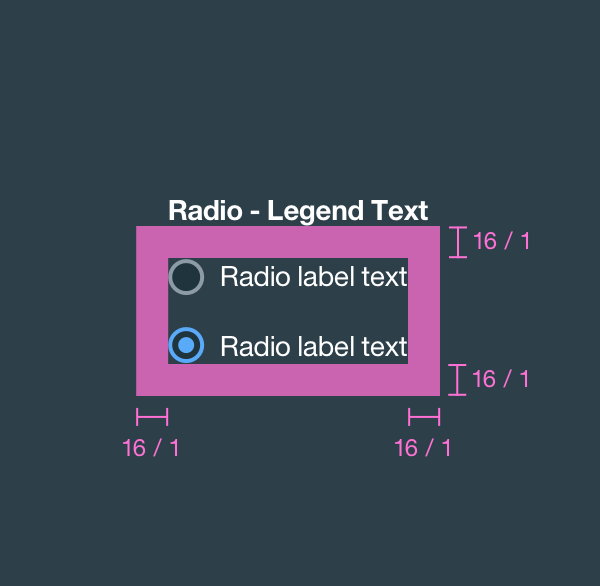 Radio - Legend Text
16 / 1
Radio label text
Radio label text
16 / 1
16 / 1
16 / 1